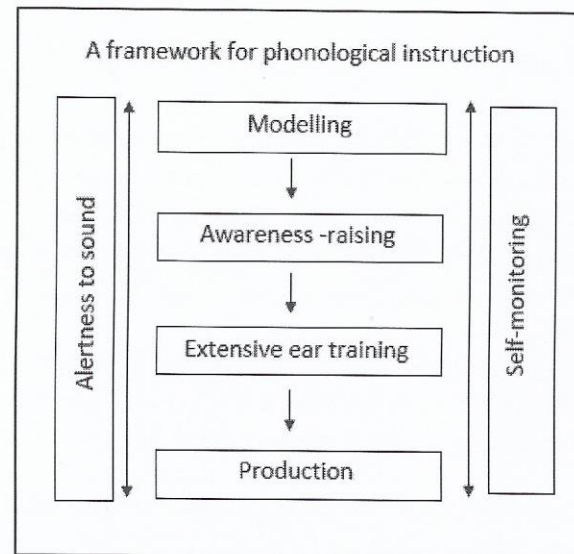 A framework for phonological instruction
Modelling
Alertness to sound
Awareness -raising
Self-monitoring
Extensive ear training
Production